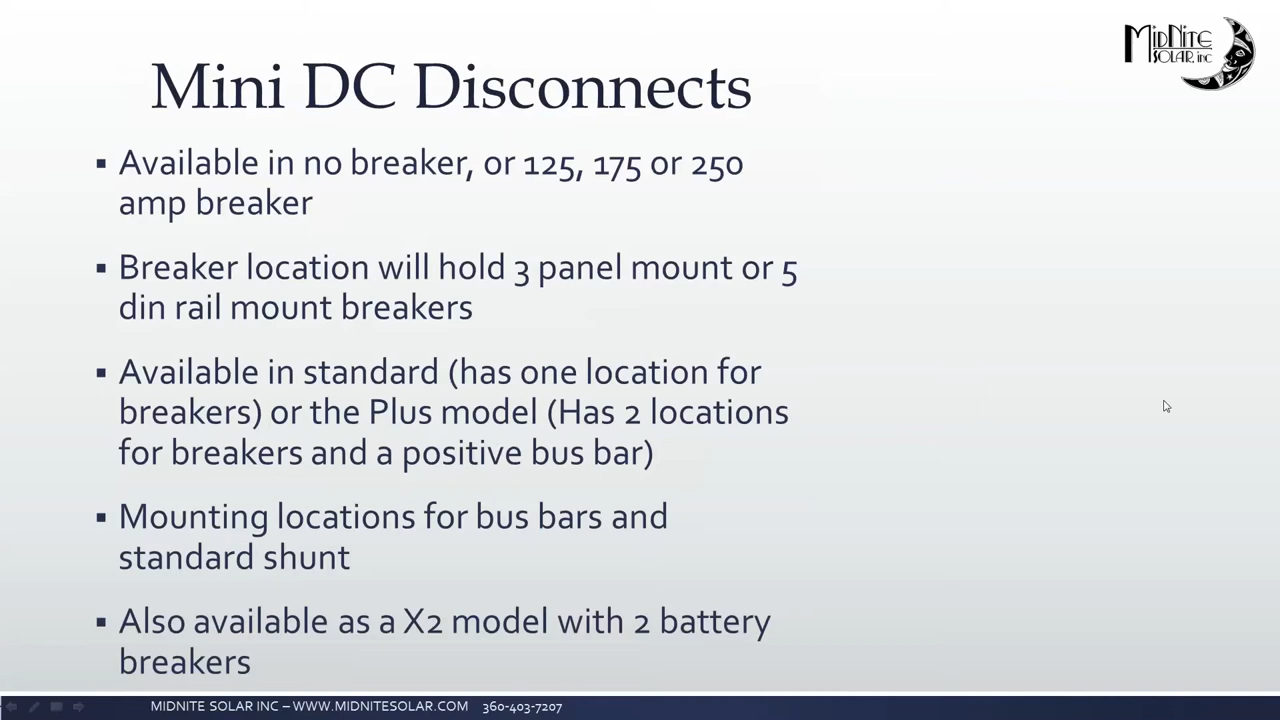 MidNite
Solar, inc
Mini DC Disconnects
▪ Available in no breaker, or 125, 175 or 250
amp breaker
▪ Breaker location will hold 3 panel mount or 5
din rail mount breakers
▪ Available in standard (has one location for
breakers) or the Plus model (Has 2 locations
for breakers and a positive bus bar)
▪ Mounting locations for bus bars and
standard shunt
▪ Also available as a X2 model with 2 battery
breakers
MIDNITE SOLAR INC – WWW.MIDNITESOLAR.COM 360-403-7207